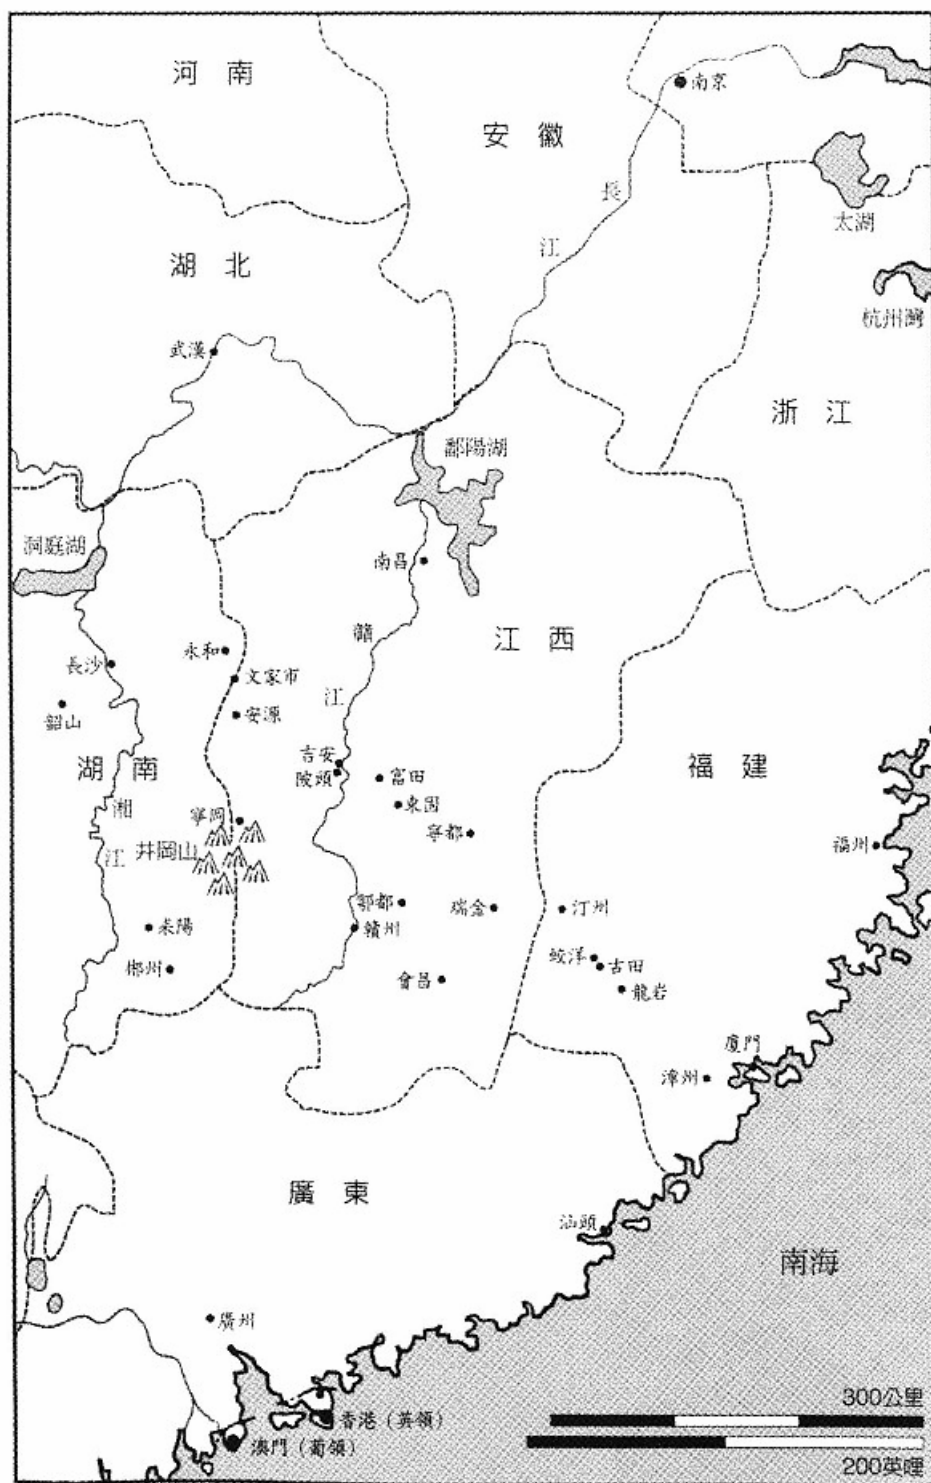 河南
南京
安徽
長
江
太湖
湖北
杭州灣
武漢
浙江
鄱陽湖
洞庭湖
南昌
贛
江
江西
永和
長沙
文家市
韶山
安源
湖南
吉安
陂頭
富田
東固
福建
湘
江
寧岡
寧都
井岡山
福州
雩都
瑞金
汀州
耒陽
贛州
郴州
蛟洋
古田
會昌
龍岩
廈門
漳州
廣東
汕頭
南海
廣州
300公里
香港（英領）
澳門（葡領）
200英哩